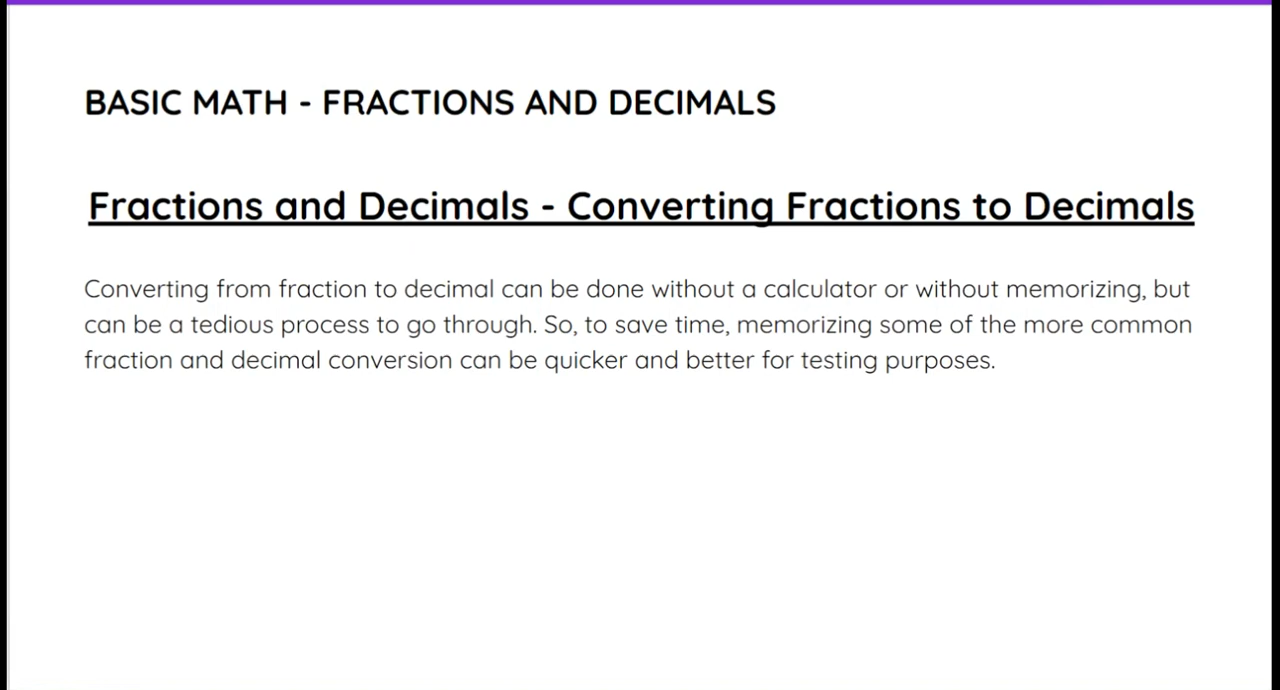 BASIC MATH - FRACTIONS AND DECIMALS
Fractions and Decimals - Converting Fractions to Decimals
Converting from fraction to decimal can be done without a calculator or without memorizing, but
can be a tedious process to go through. So, to save time, memorizing some of the more common
fraction and decimal conversion can be quicker and better for testing purposes.